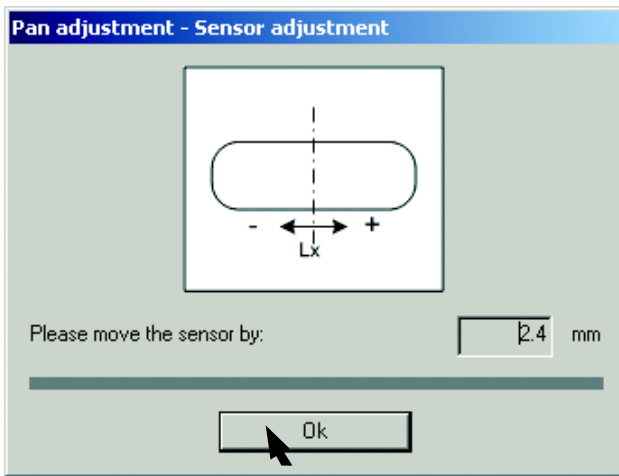 Pan adjustment - Sensor adjustment
- +
Lx
Please move the sensor by: 2.4 mm
Ok